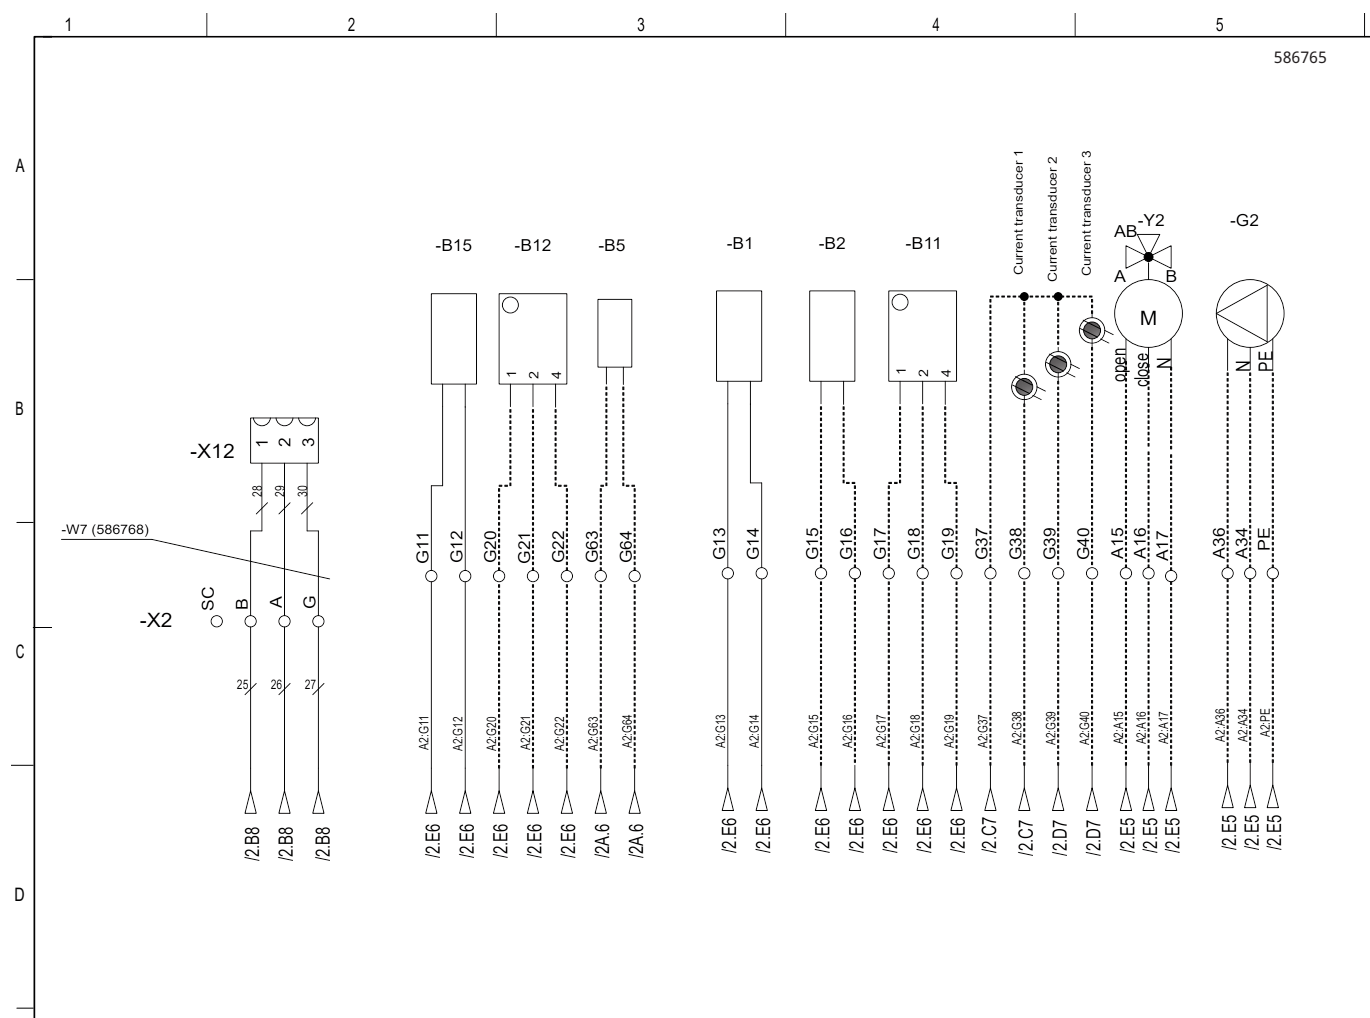 1 2 3 4 5
586765
A
Current transducer 1
Current transducer 2
Current transducer 3
-B15 -B12 -B5 -B1 -B2 -B11 -Y2 -G2
AB
A B
M
open
close
N
N
PE
B
1 2 4
1 2 4
-X12
1 2 3
28 29 30
-W7 (586768)
G11 G12 G20 G21 G22 G63 G64 G13 G14 G15 G16 G17 G18 G19 G37 G38 G39 G40 A15 A16 A17 A36 A34 PE
-X2
SC B A G
C
25 26 27
A2:G11 A2:G12 A2:G20 A2:G21 A2:G22 A2:G63 A2:G64 A2:G13 A2:G14 A2:G15 A2:G16 A2:G17 A2:G18 A2:G19 A2:G37 A2:G38 A2:G39 A2:G40 A2:A15 A2:A16 A2:A17 A2:A36 A2:A34 A2:PE
/2.B8 /2.B8 /2.B8 /2.E6 /2.E6 /2.E6 /2.E6 /2.E6 /2A.6 /2A.6 /2.E6 /2.E6 /2.E6 /2.E6 /2.E6 /2.E6 /2.E6 /2.C7 /2.C7 /2.D7 /2.D7 /2.E5 /2.E5 /2.E5 /2.E5 /2.E5 /2.E5
D